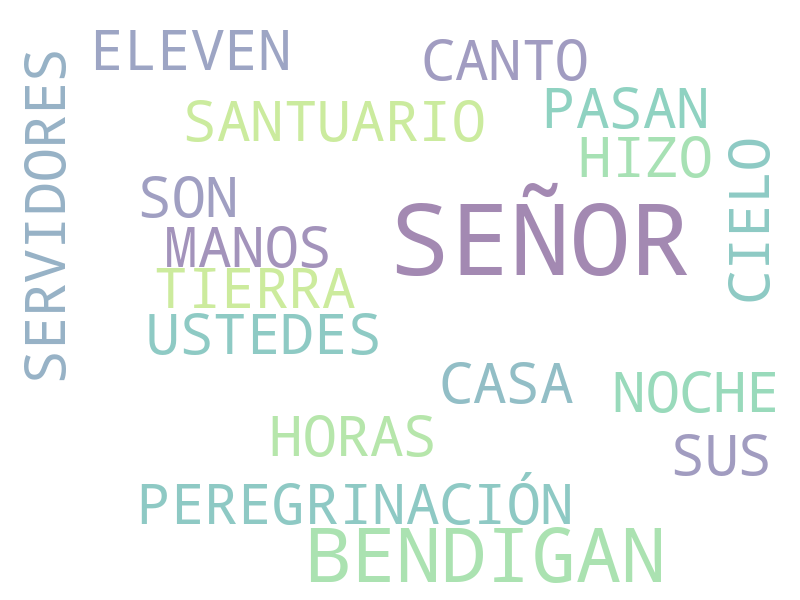 ELEVEN
CANTO
SERVIDORES
SANTUARIO
PASAN
HIZO
CIELO
SON
SEÑOR
MANOS
TIERRA
USTEDES
CASA
NOCHE
HORAS
SUS
PEREGRINACIÓN
BENDIGAN